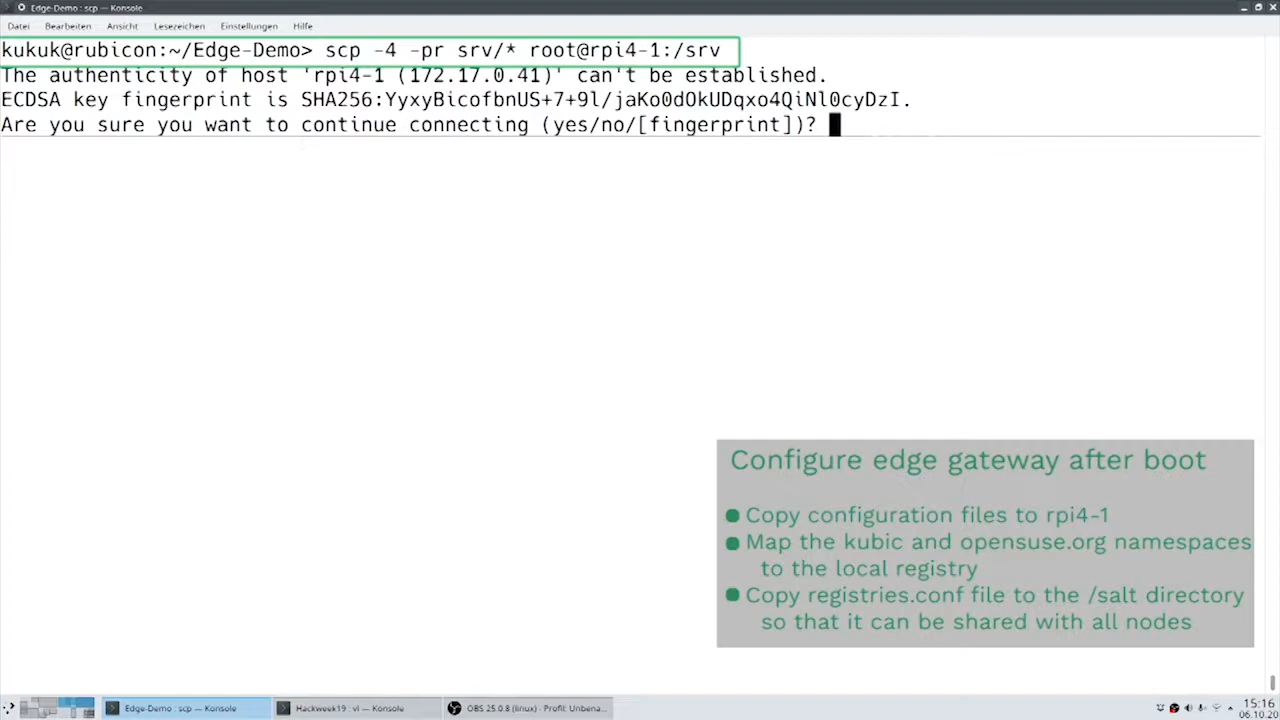 Edge-Demo : scp — Konsole
Datei Bearbeiten Ansicht Lesezeichen Einstellungen Hilfe
kukuk@rubicon:~/Edge-Demo> scp -4 -pr srv/* root@rpi4-1:/srv
The authenticity of host 'rpi4-1 (172.17.0.41)' can't be established.
ECDSA key fingerprint is SHA256:YyxyBicofbnUS+7+9l/jaKo0dOkUDqxo4QiNl0cyDzI.
Are you sure you want to continue connecting (yes/no/[fingerprint])?
Configure edge gateway after boot
Copy configuration files to rpi4-1
Map the kubic and opensuse.org namespaces
to the local registry
Copy registries.conf file to the /salt directory
so that it can be shared with all nodes
Edge-Demo : scp — Konsole
Hackweek19 : vi — Konsole
OBS 25.0.8 (linux) - Profil: Unbena...
15:16
06.10.20